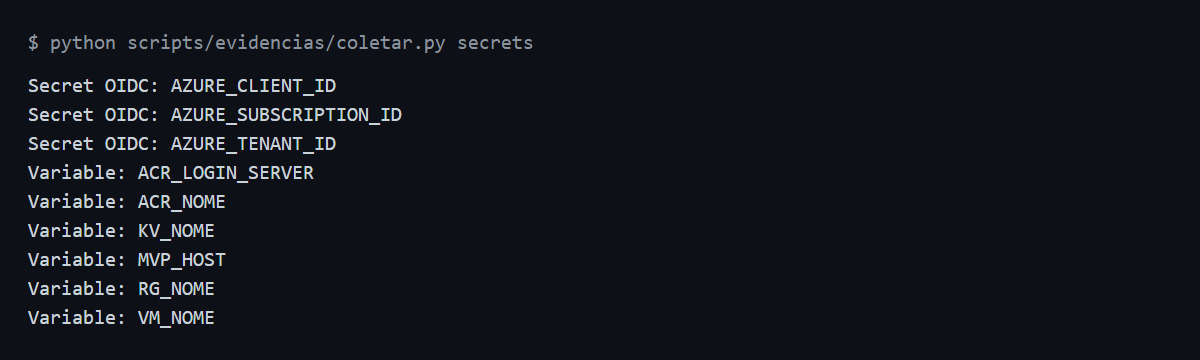 $ python scripts/evidencias/coletar.py secrets
Secret OIDC: AZURE_CLIENT_ID
Secret OIDC: AZURE_SUBSCRIPTION_ID
Secret OIDC: AZURE_TENANT_ID
Variable: ACR_LOGIN_SERVER
Variable: ACR_NOME
Variable: KV_NOME
Variable: MVP_HOST
Variable: RG_NOME
Variable: VM_NOME